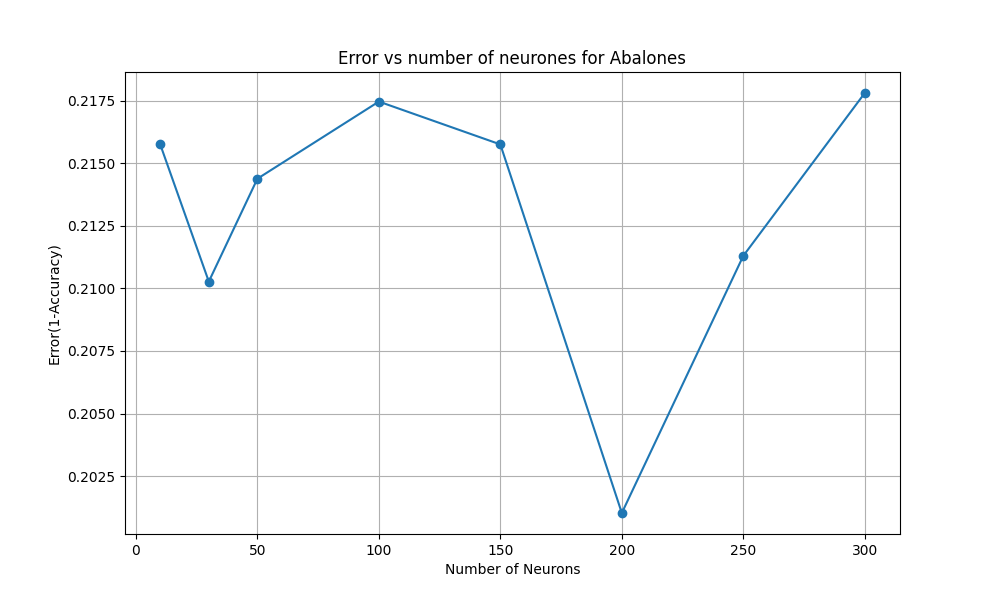 Error vs number of neurones for Abalones
Error(1-Accuracy)
0.2175
0.2150
0.2125
0.2100
0.2075
0.2050
0.2025
0 50 100 150 200 250 300
Number of Neurons